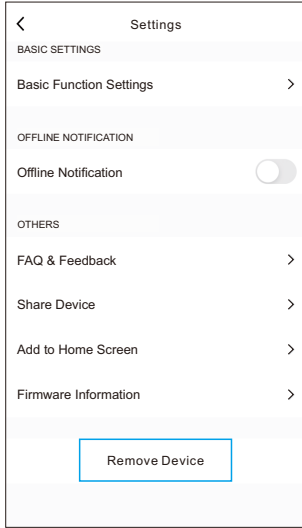 Settings
BASIC SETTINGS
Basic Function Settings
OFFLINE NOTIFICATION
Offline Notification
OTHERS
FAQ & Feedback
Share Device
Add to Home Screen
Firmware Information
Remove Device